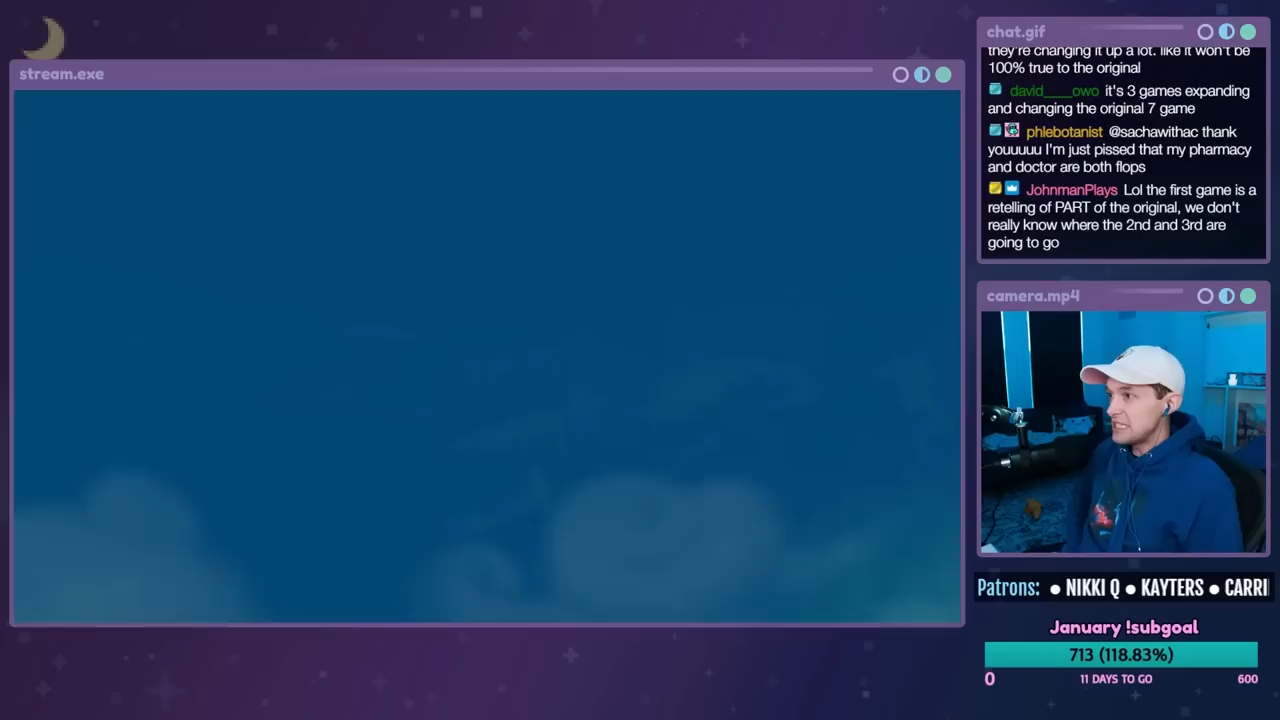 stream.exe
chat.gif
they're changing it up a lot. like it won't be
100% true to the original
david____owo it's 3 games expanding
and changing the original 7 game
phlebotanist @sachawithac thank
youuuuu I'm just pissed that my pharmacy
and doctor are both flops
JohnmanPlays Lol the first game is a
retelling of PART of the original, we don't
really know where the 2nd and 3rd are
going to go
camera.mp4
Patrons: ● NIKKI Q ● KAYTERS ● CARRI
January !subgoal
713 (118.83%)
0 11 DAYS TO GO 600